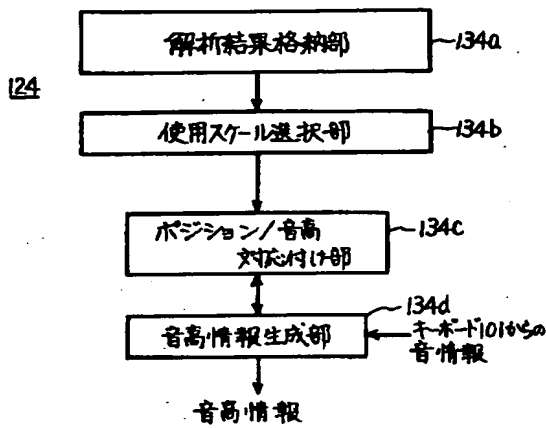 解析結果格納部
134a
124
使用スケール選択部
134b
ポジション/音高
対応付け部
134c
134d
音高情報生成部
キーボード101からの
音情報
音高情報